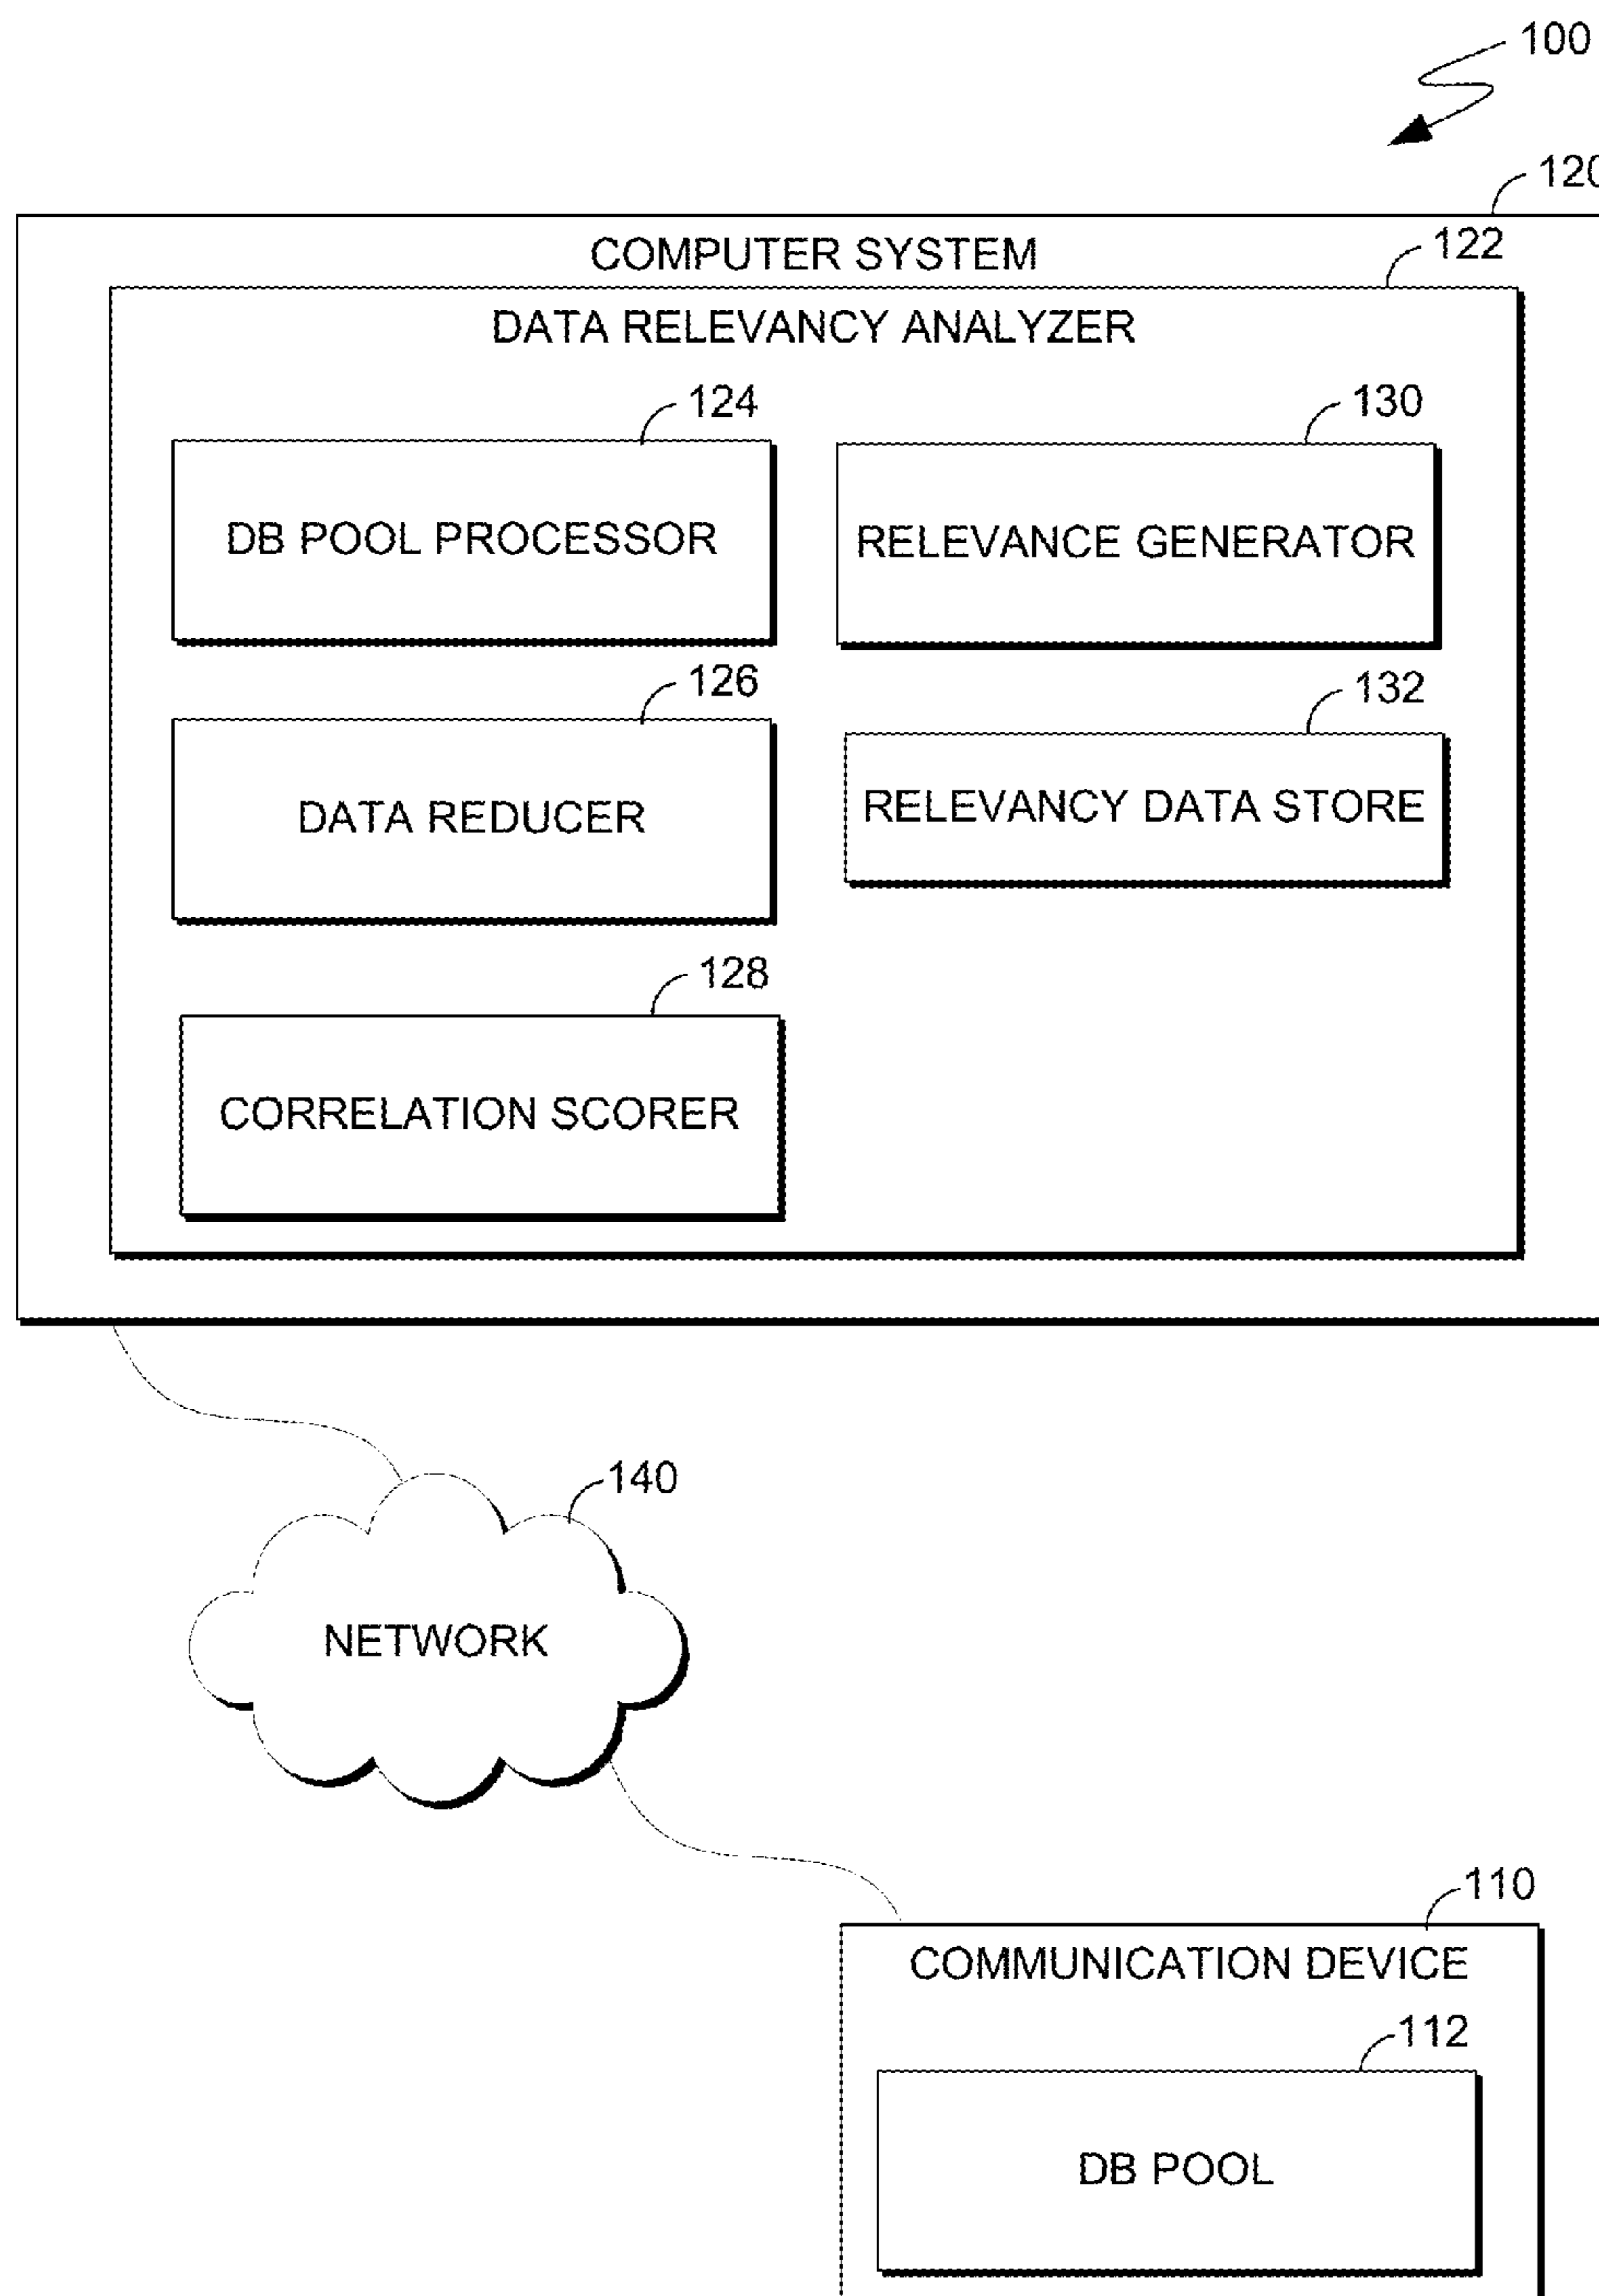 100
120
COMPUTER SYSTEM
122
DATA RELEVANCY ANALYZER
124
130
DB POOL PROCESSOR
RELEVANCE GENERATOR
126
132
DATA REDUCER
RELEVANCY DATA STORE
128
CORRELATION SCORER
140
NETWORK
110
COMMUNICATION DEVICE
112
DB POOL